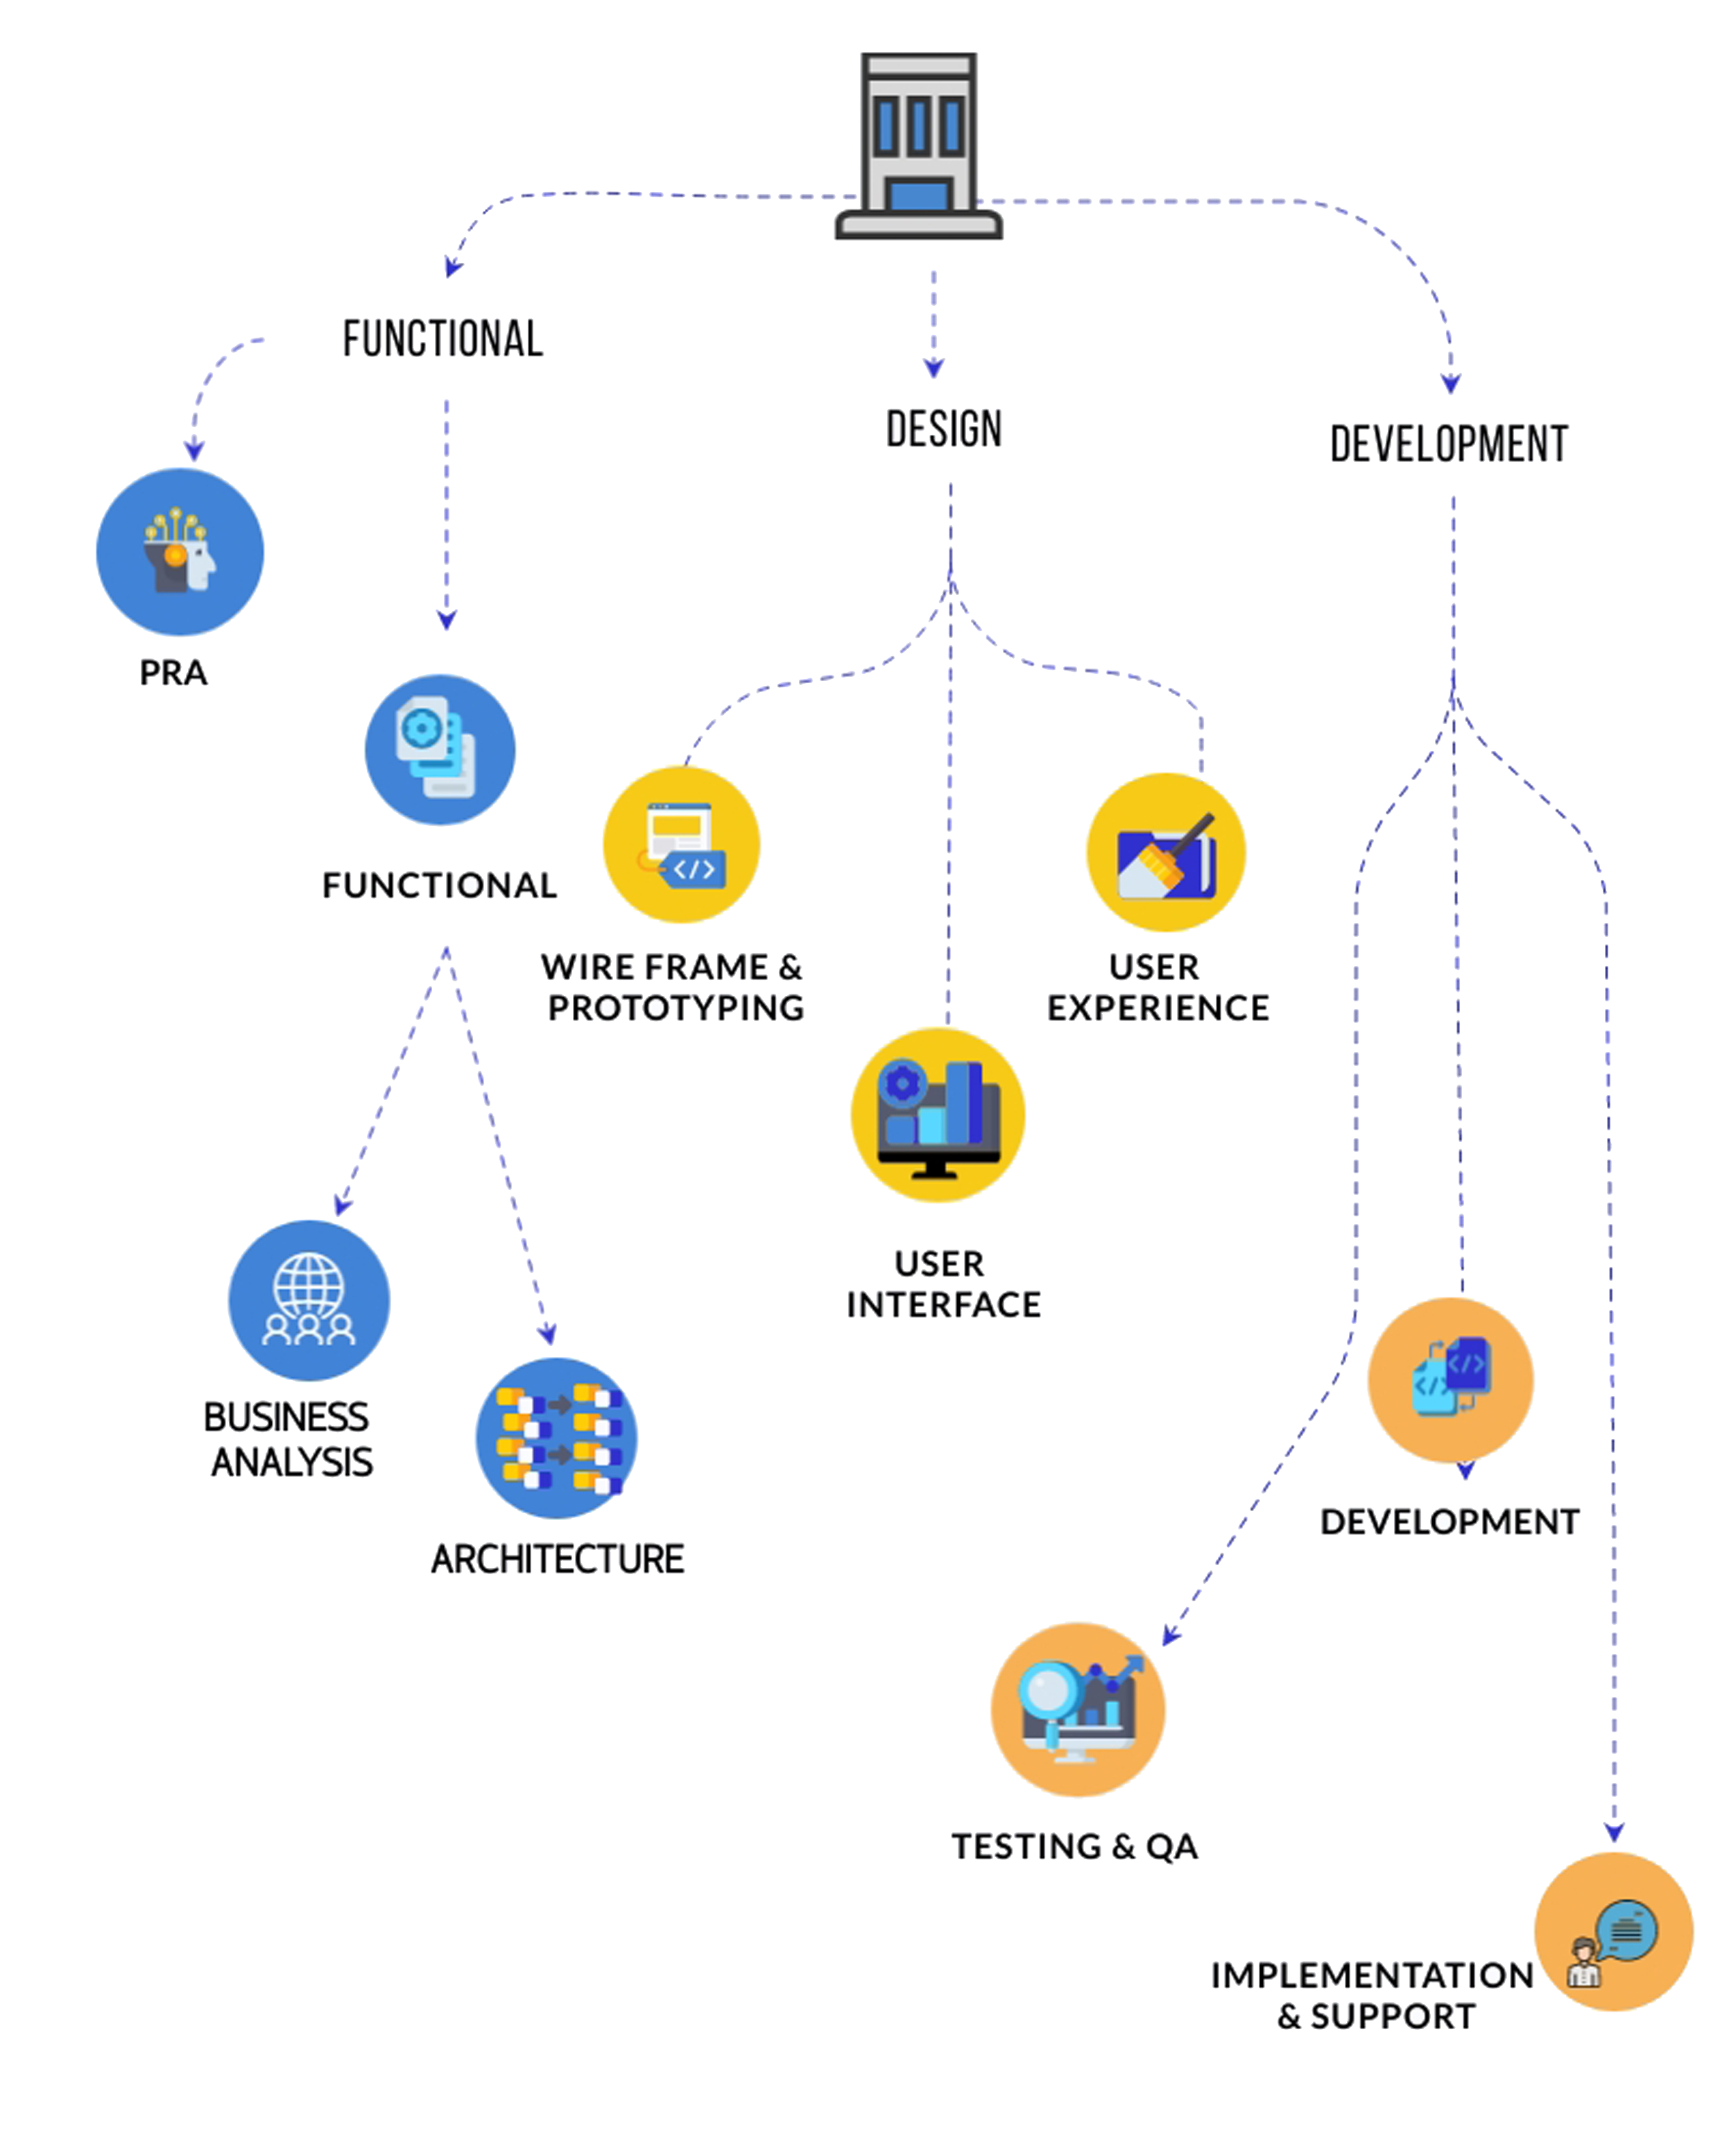 FUNCTIONAL
DESIGN
DEVELOPMENT
PRA
FUNCTIONAL
WIRE FRAME &
PROTOTYPING
USER
EXPERIENCE
USER
INTERFACE
BUSINESS
ANALYSIS
ARCHITECTURE
DEVELOPMENT
TESTING & QA
IMPLEMENTATION
& SUPPORT